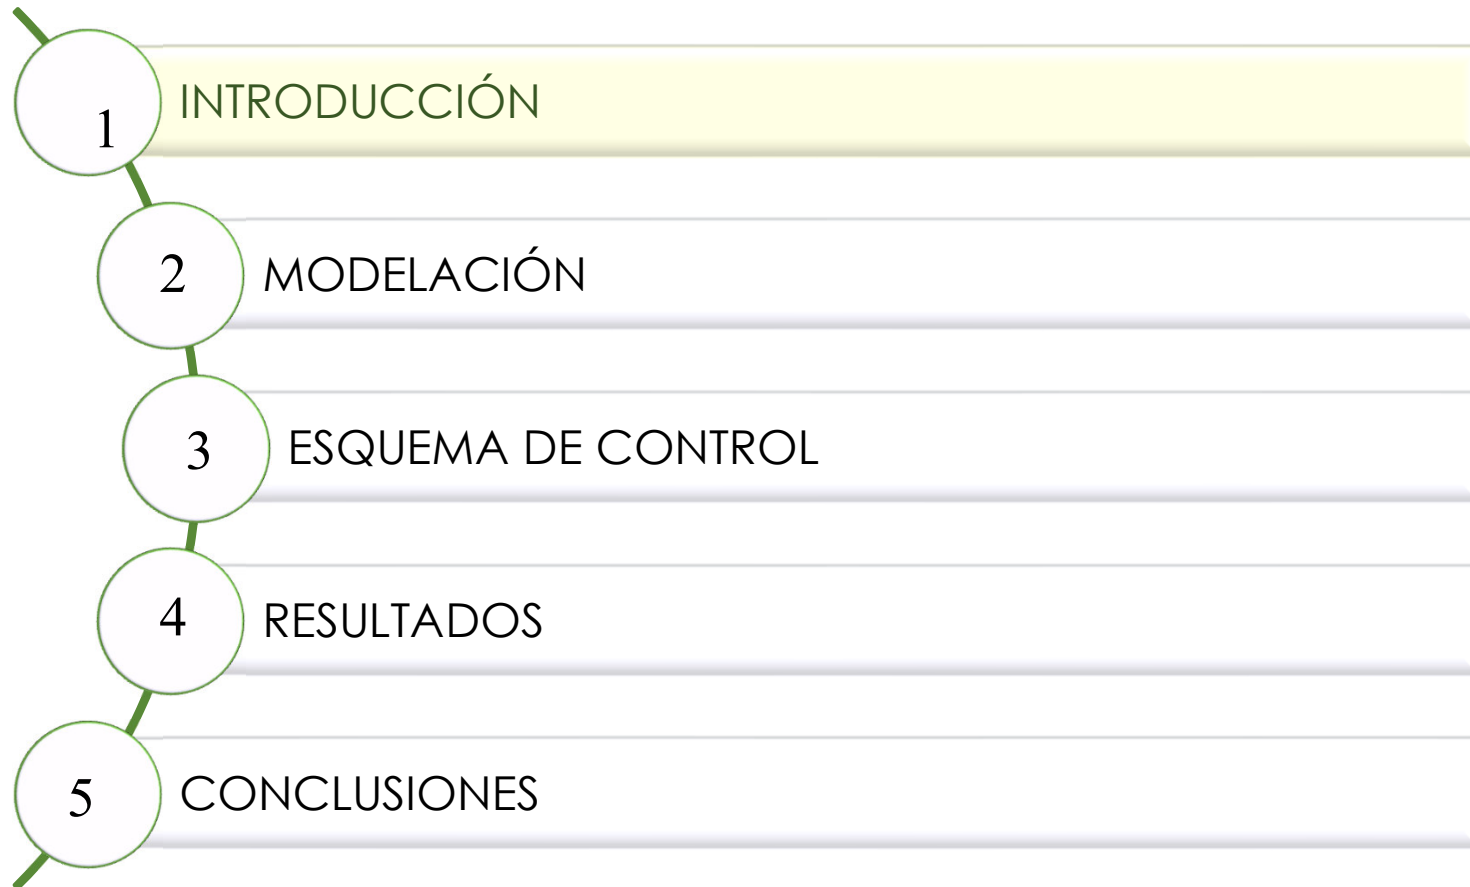 1 INTRODUCCIÓN
2 MODELACIÓN
3 ESQUEMA DE CONTROL
4 RESULTADOS
5 CONCLUSIONES